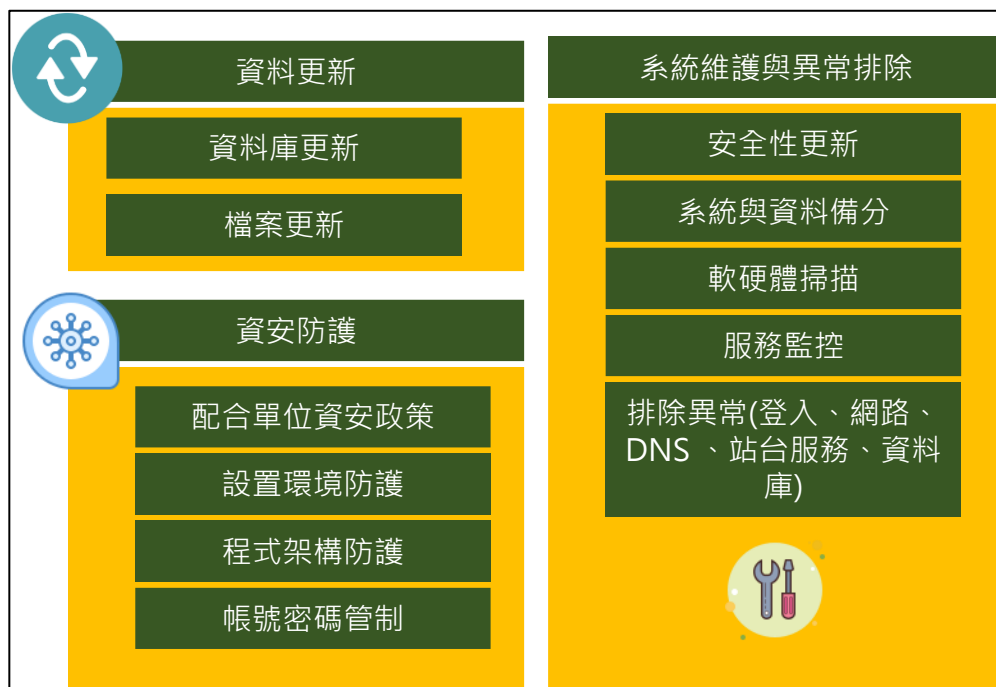 資料更新
資料庫更新
檔案更新
資安防護
配合單位資安政策
設置環境防護
程式架構防護
帳號密碼管制
系統維護與異常排除
安全性更新
系統與資料備分
軟硬體掃描
服務監控
排除異常(登入、網路、
DNS 、站台服務、資料
庫)